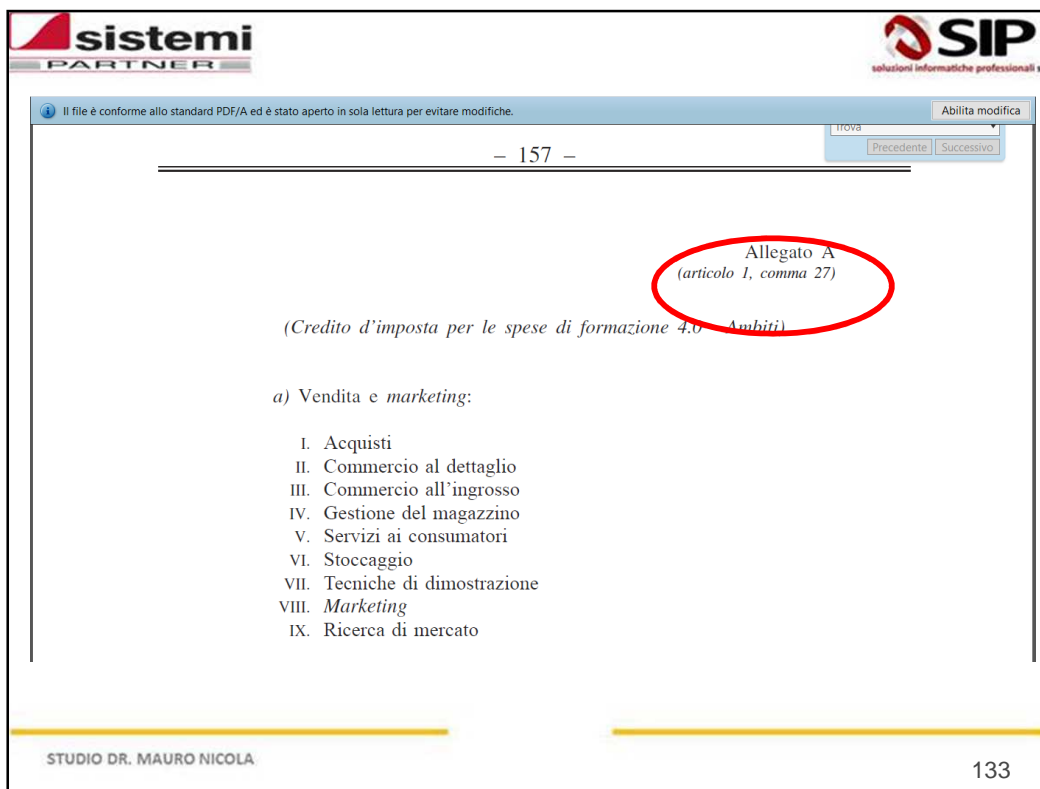 sistemi
PARTNER
SIP
soluzioni informatiche professionali s
Il file è conforme allo standard PDF/A ed è stato aperto in sola lettura per evitare modifiche.
Abilita modifica
Trova
Precedente Successivo
– 157 –
Allegato A
(articolo 1, comma 27)
(Credito d’imposta per le spese di formazione 4.0 - Ambiti)
a) Vendita e marketing:
I. Acquisti
II. Commercio al dettaglio
III. Commercio all’ingrosso
IV. Gestione del magazzino
V. Servizi ai consumatori
VI. Stoccaggio
VII. Tecniche di dimostrazione
VIII. Marketing
IX. Ricerca di mercato
STUDIO DR. MAURO NICOLA
133